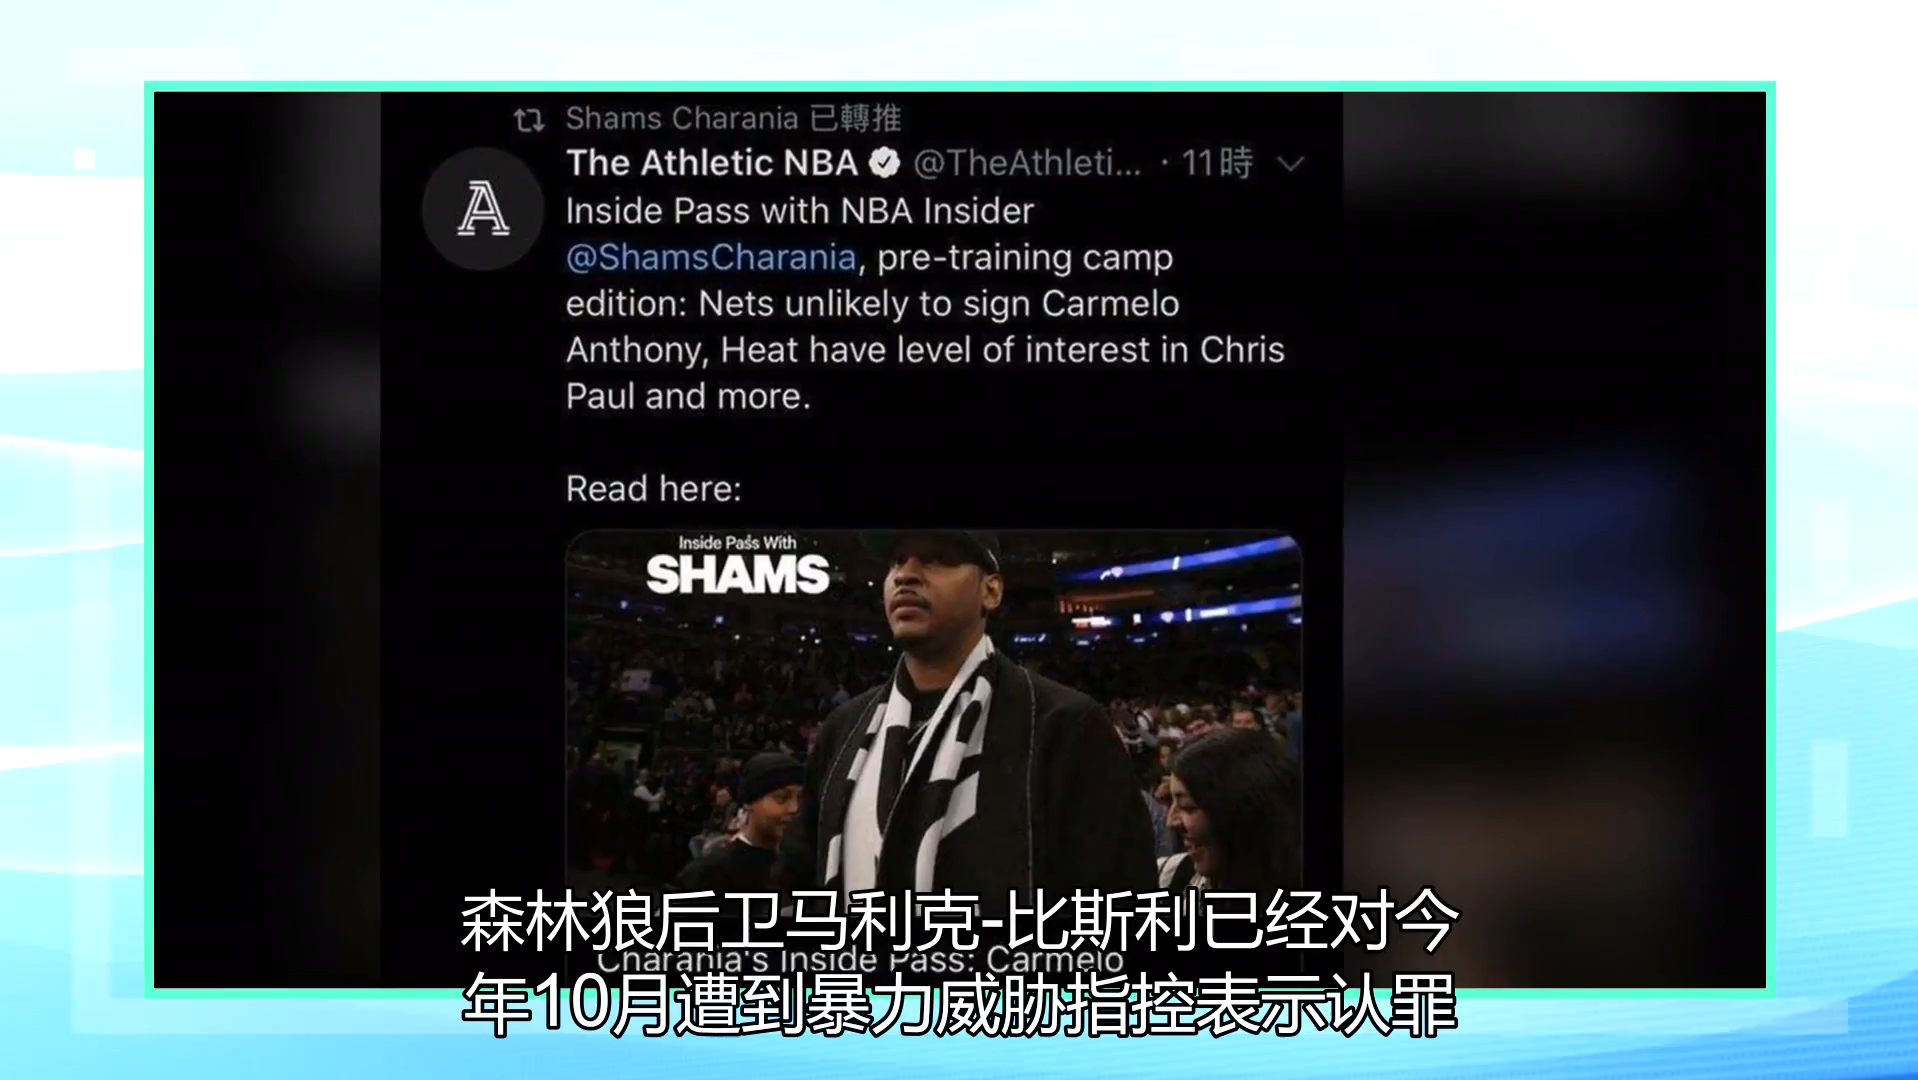 Shams Charania 已轉推
The Athletic NBA @TheAthleti... · 11時
Inside Pass with NBA Insider
@ShamsCharania, pre-training camp
edition: Nets unlikely to sign Carmelo
Anthony, Heat have level of interest in Chris
Paul and more.
Read here:
Inside Pass With
SHAMS
Charania's Inside Pass: Carmelo
森林狼后卫马利克-比斯利已经对今
年10月遭到暴力威胁指控表示认罪